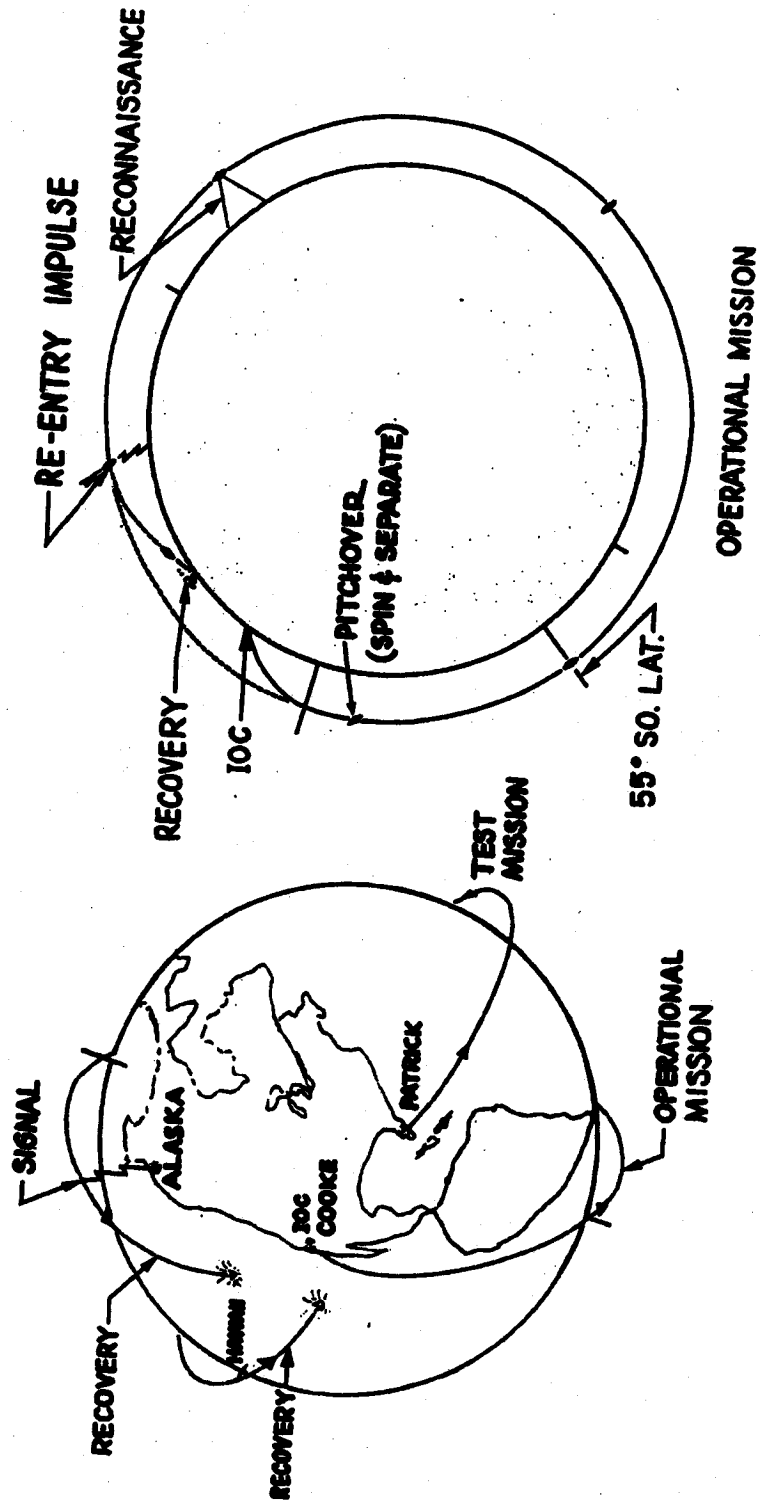 SIGNAL
RECOVERY
ALASKA
HAWAII
RECOVERY
IOC
COOKE
PATRICK
TEST
MISSION
OPERATIONAL
MISSION
RE-ENTRY IMPULSE
RECONNAISSANCE
RECOVERY
IOC
PITCHOVER
(SPIN & SEPARATE)
55° SO. LAT.
OPERATIONAL MISSION